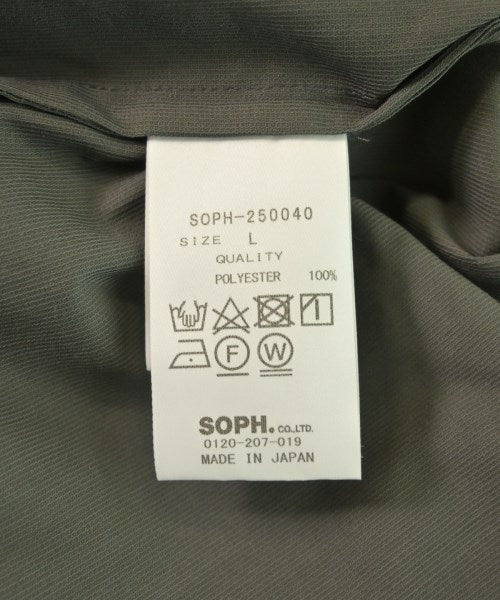 SOPH-250040
SIZE L
QUALITY
POLYESTER 100%
F W
SOPH. CO.,LTD.
0120-207-019
MADE IN JAPAN